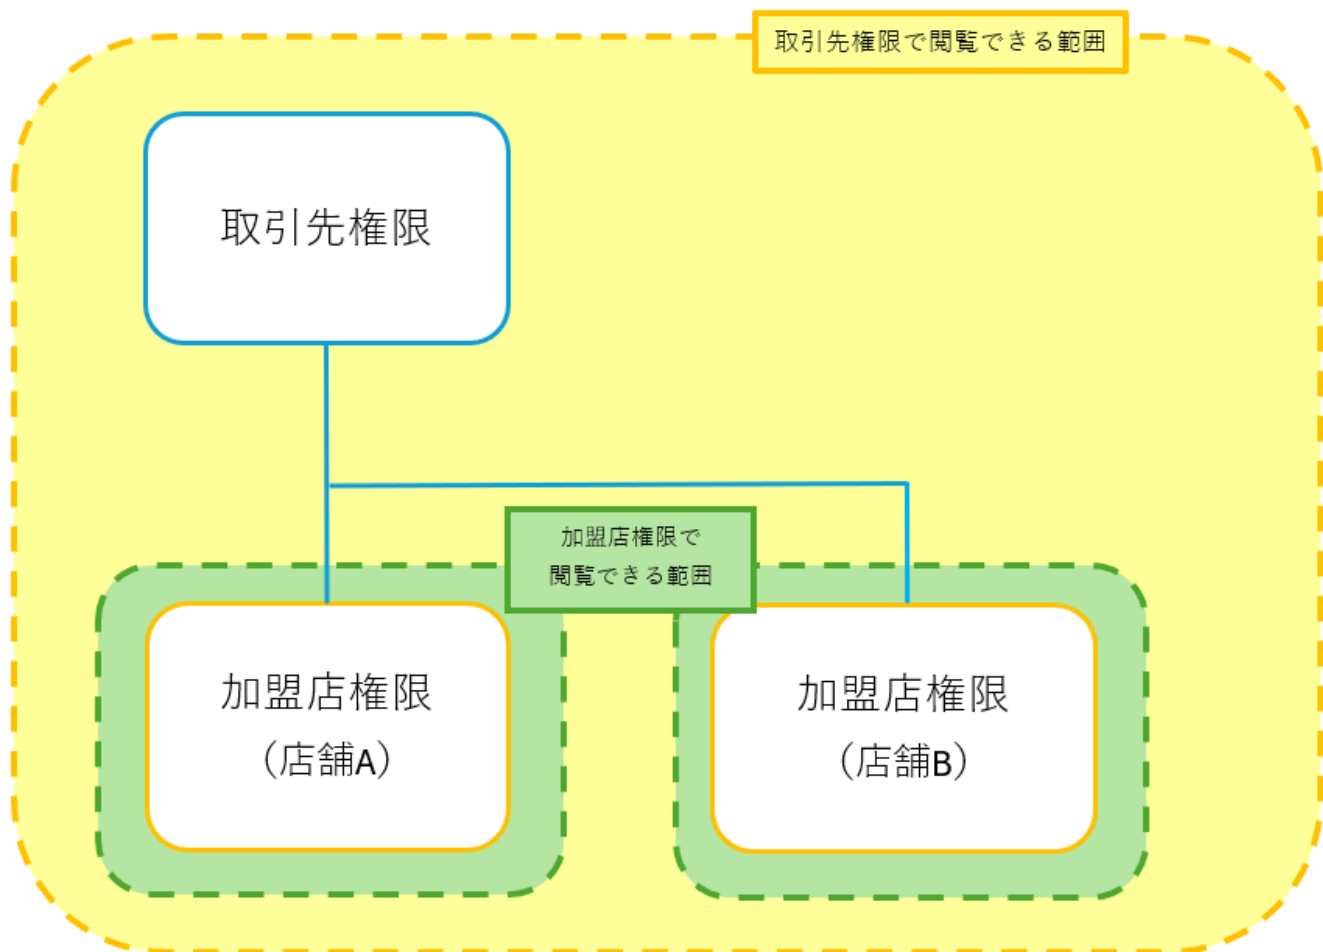 取引先権限で閲覧できる範囲
取引先権限
加盟店権限で
閲覧できる範囲
加盟店権限
（店舗A）
加盟店権限
（店舗B）